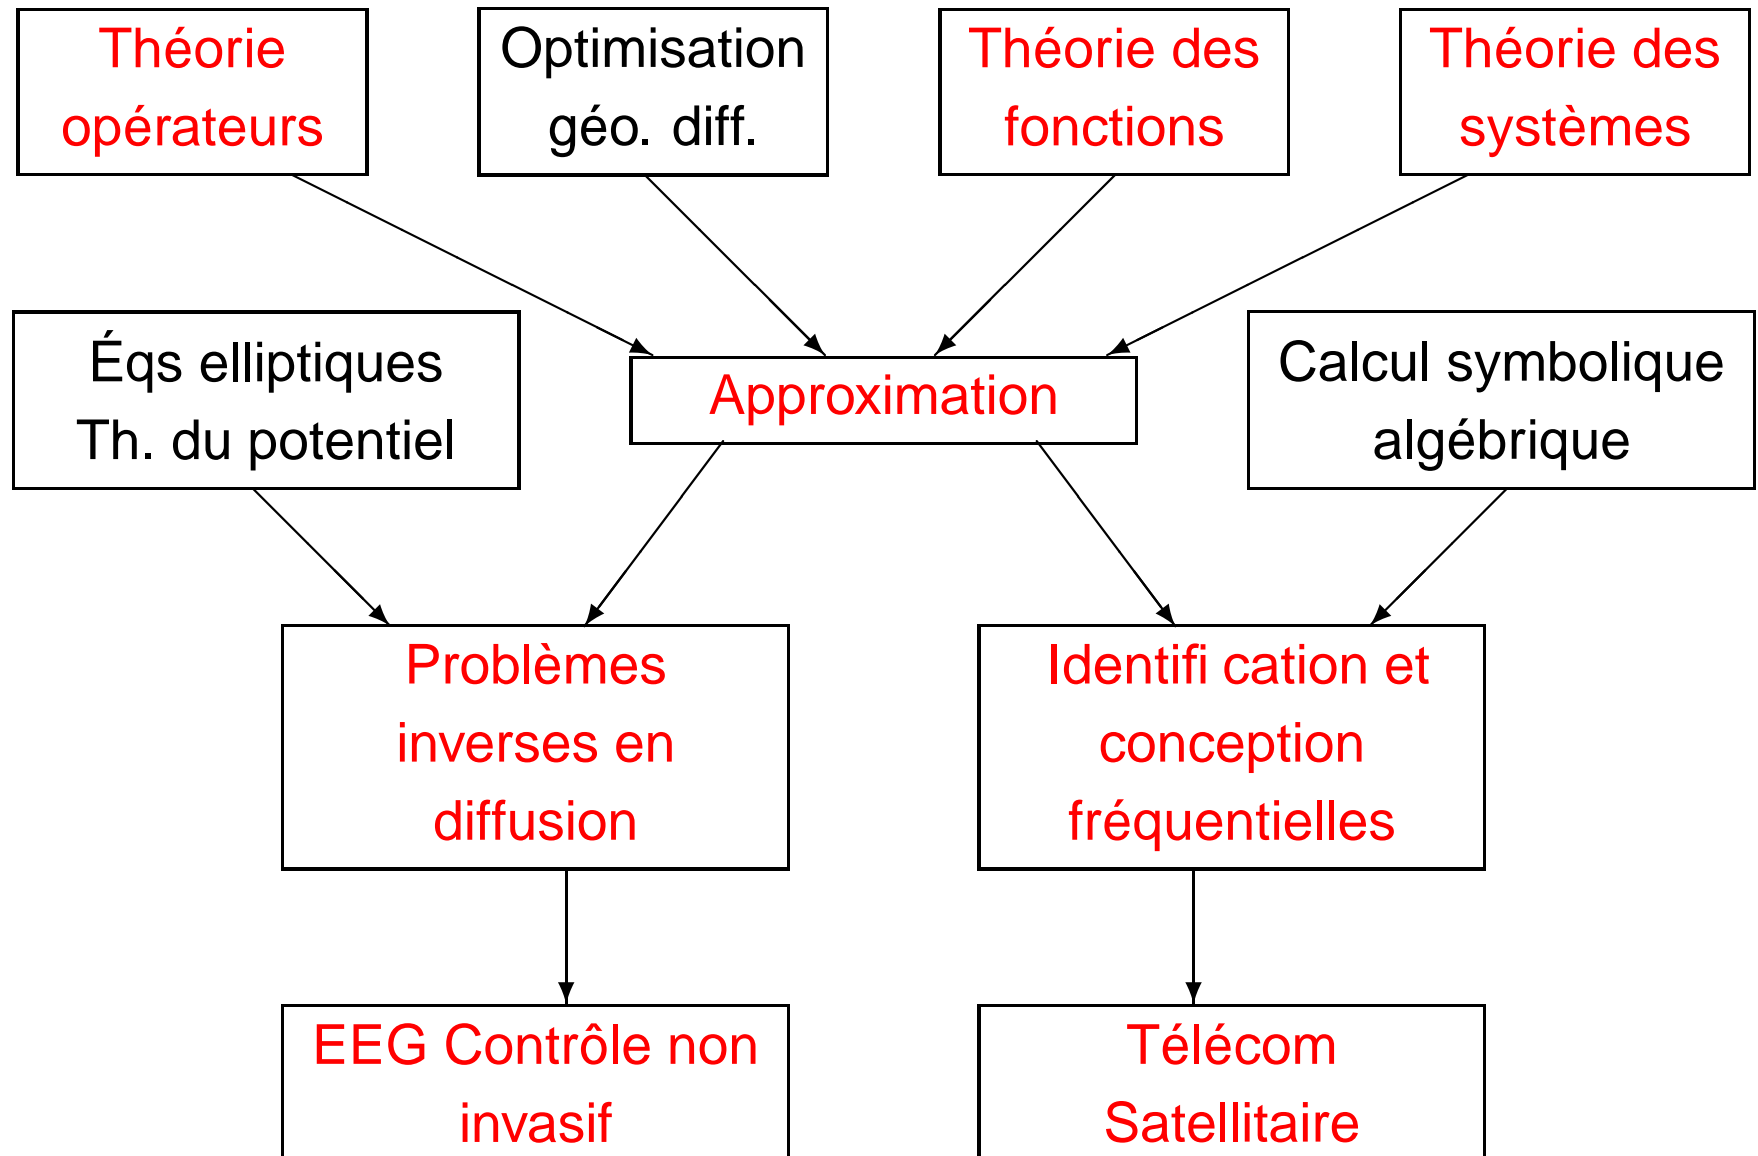 Théorie
opérateurs
Optimisation
géo. diff.
Théorie des
fonctions
Théorie des
systèmes
Éqs elliptiques
Th. du potentiel
Approximation
Calcul symbolique
algébrique
Problèmes
inverses en
diffusion
Identifi cation et
conception
fréquentielles
EEG Contrôle non
invasif
Télécom
Satellitaire